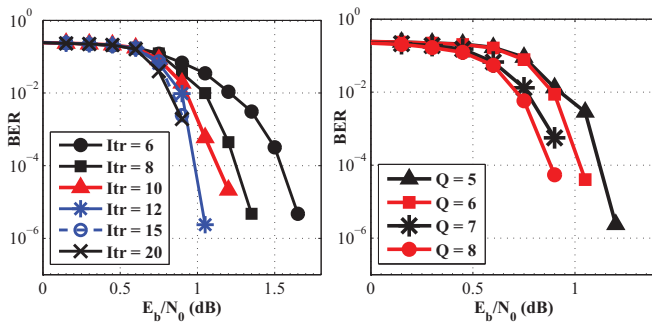 10^0
10^-2
10^-4
10^-6
BER
0
0.5
1
1.5
E_b/N_0 (dB)
Itr = 6
Itr = 8
Itr = 10
Itr = 12
Itr = 15
Itr = 20
10^0
10^-2
10^-4
10^-6
BER
0
0.5
1
E_b/N_0 (dB)
Q = 5
Q = 6
Q = 7
Q = 8